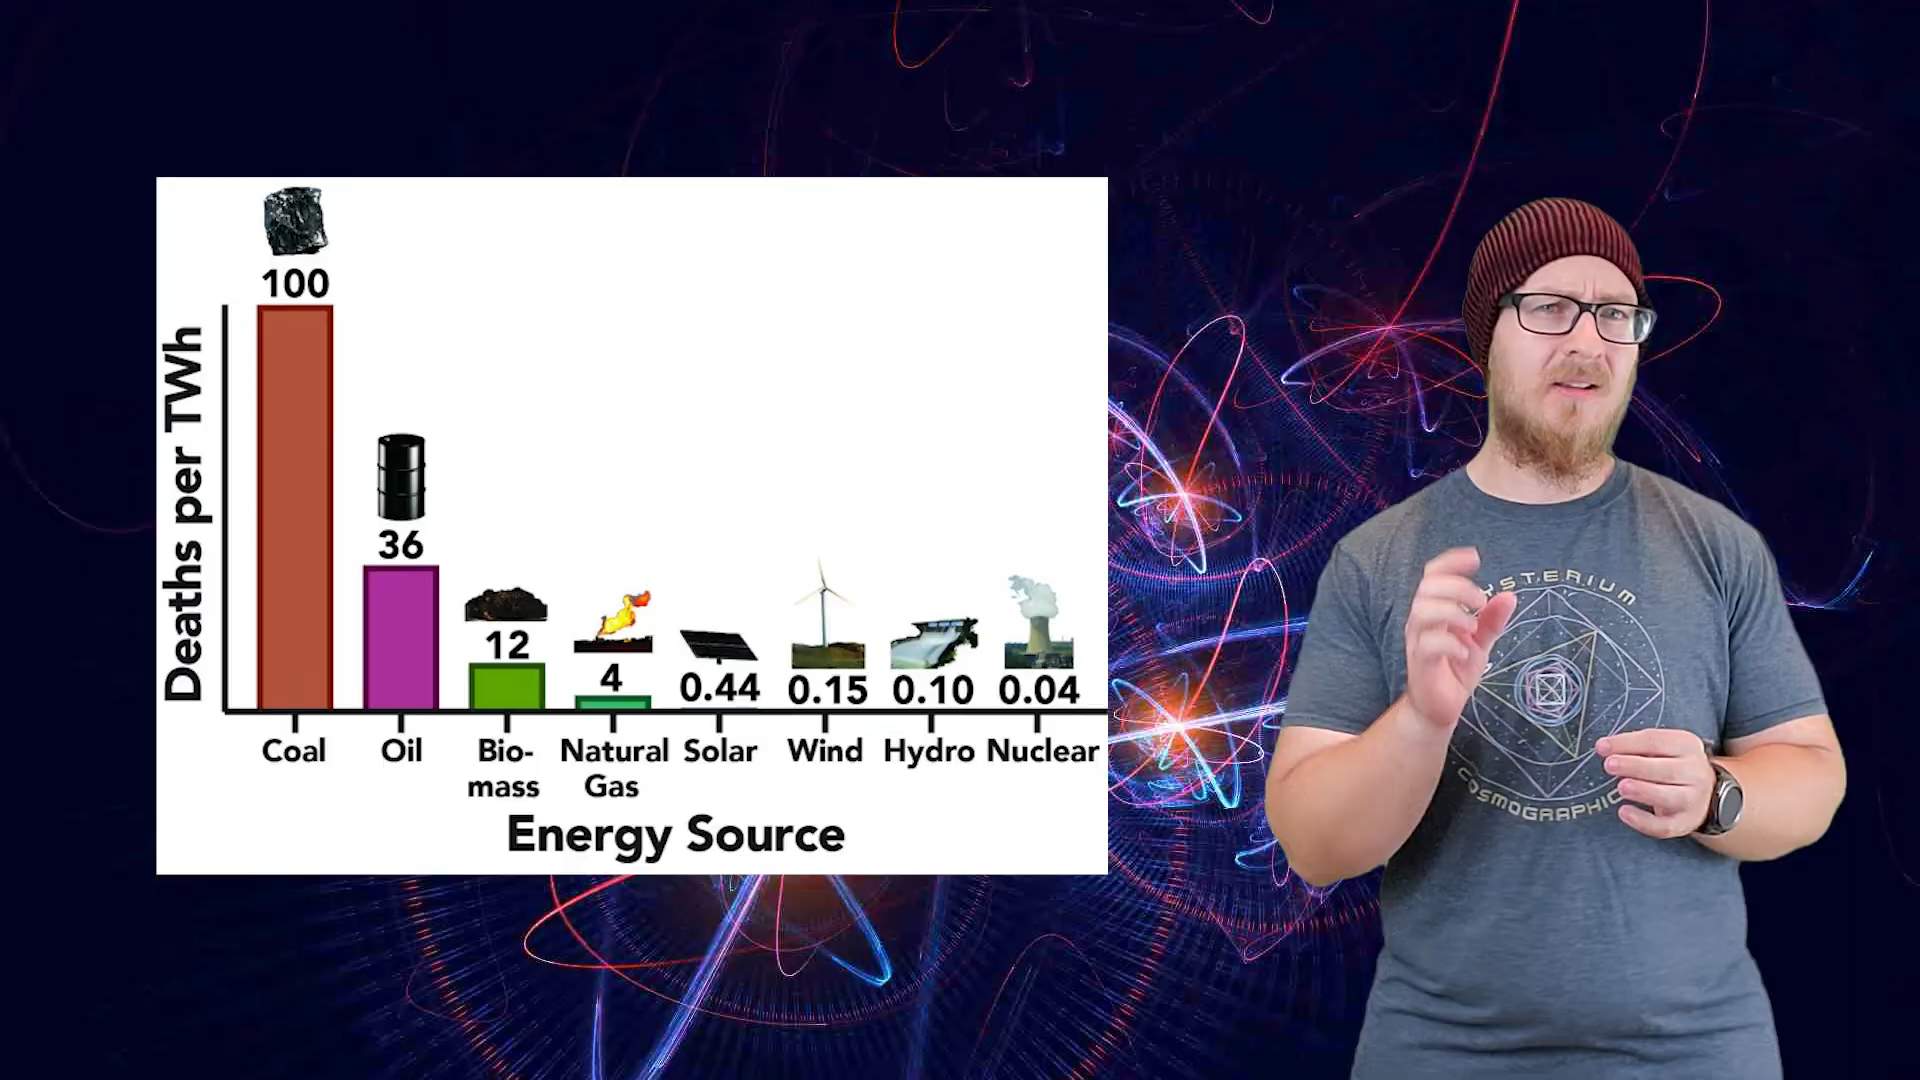 100
36
12
4
0.44
0.15
0.10
0.04
Deaths per TWh
Coal
Oil
Bio-
mass
Natural
Gas
Solar
Wind
Hydro
Nuclear
Energy Source
COSMOGRAPHIC